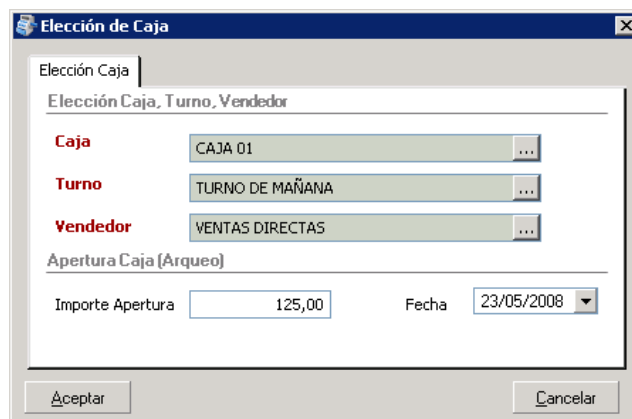 Elección de Caja
Elección Caja
Elección Caja, Turno, Vendedor
Caja CAJA 01 ...
Turno TURNO DE MAÑANA ...
Vendedor VENTAS DIRECTAS ...
Apertura Caja (Arqueo)
Importe Apertura 125,00 Fecha 23/05/2008
Aceptar Cancelar